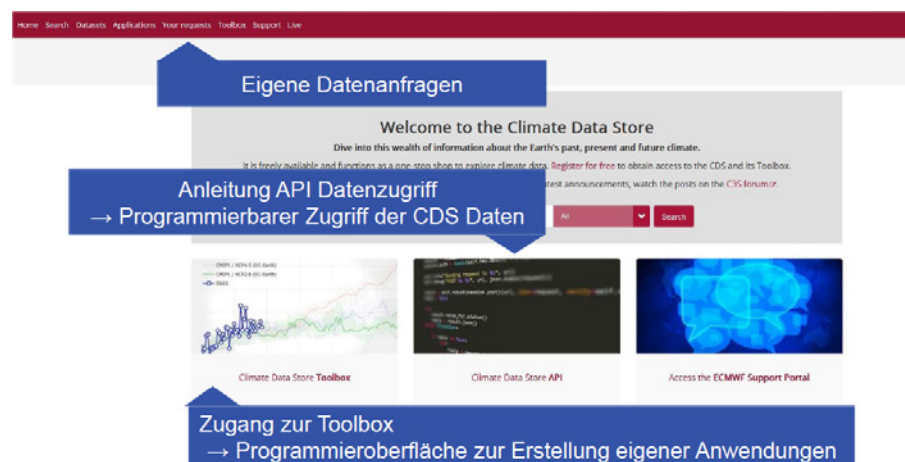 Home Search Datasets Applications Your requests Toolbox Support Live
Eigene Datenanfragen
Welcome to the Climate Data Store
Dive into this wealth of information about the Earth's past, present and future climate.
It is freely available and functions as a one-stop shop to explore climate data. Register for free to obtain access to the CDS and its Toolbox.
test announcements, watch the posts on the C3S forum.
Anleitung API Datenzugriff
→ Programmierbarer Zugriff der CDS Daten
All Search
Climate Data Store Toolbox
Climate Data Store API
Access the ECMWF Support Portal
Zugang zur Toolbox
→ Programmieroberfläche zur Erstellung eigener Anwendungen